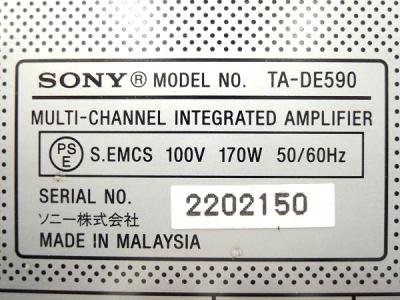 SONY® MODEL NO. TA-DE590
MULTI-CHANNEL INTEGRATED AMPLIFIER
PSE S.EMCS 100V 170W 50/60Hz
SERIAL NO. 2202150
ソニー株式会社
MADE IN MALAYSIA